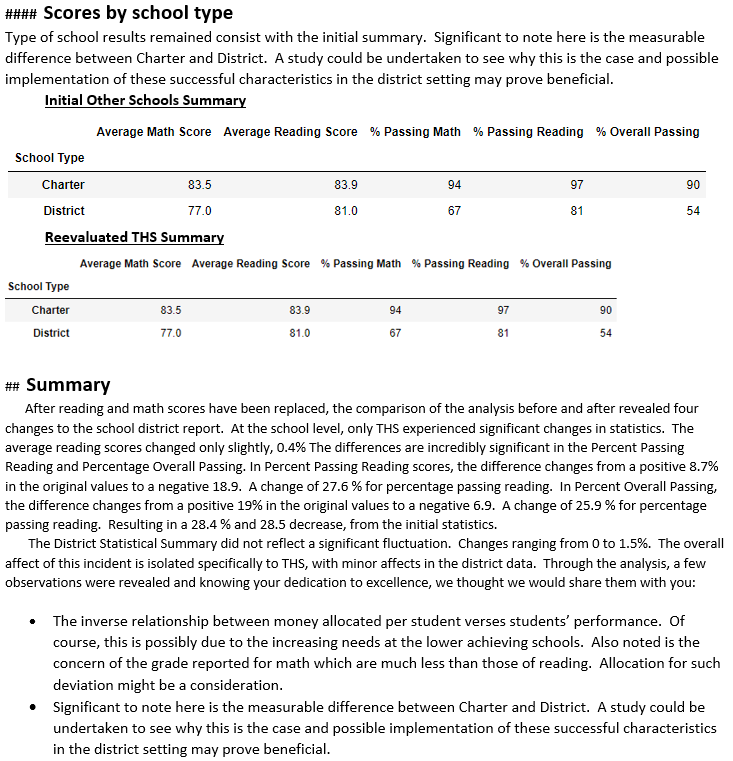 #### Scores by school type
Type of school results remained consist with the initial summary.  Significant to note here is the measurable
difference between Charter and District.  A study could be undertaken to see why this is the case and possible
implementation of these successful characteristics in the district setting may prove beneficial.
Initial Other Schools Summary
Average Math Score Average Reading Score % Passing Math % Passing Reading % Overall Passing
School Type
Charter 83.5 83.9 94 97 90
District 77.0 81.0 67 81 54
Reevaluated THS Summary
Average Math Score Average Reading Score % Passing Math % Passing Reading % Overall Passing
School Type
Charter 83.5 83.9 94 97 90
District 77.0 81.0 67 81 54
## Summary
After reading and math scores have been replaced, the comparison of the analysis before and after revealed four
changes to the school district report.  At the school level, only THS experienced significant changes in statistics.  The
average reading scores changed only slightly, 0.4% The differences are incredibly significant in the Percent Passing
Reading and Percentage Overall Passing. In Percent Passing Reading scores, the difference changes from a positive 8.7%
in the original values to a negative 18.9.  A change of 27.6 % for percentage passing reading.  In Percent Overall Passing,
the difference changes from a positive 19% in the original values to a negative 6.9.  A change of 25.9 % for percentage
passing reading.  Resulting in a 28.4 % and 28.5 decrease, from the initial statistics.
The District Statistical Summary did not reflect a significant fluctuation.  Changes ranging from 0 to 1.5%.  The overall
affect of this incident is isolated specifically to THS, with minor affects in the district data.  Through the analysis, a few
observations were revealed and knowing your dedication to excellence, we thought we would share them with you:
• The inverse relationship between money allocated per student verses students’ performance.  Of
course, this is possibly due to the increasing needs at the lower achieving schools.  Also noted is the
concern of the grade reported for math which are much less than those of reading.  Allocation for such
deviation might be a consideration.
• Significant to note here is the measurable difference between Charter and District.  A study could be
undertaken to see why this is the case and possible implementation of these successful characteristics
in the district setting may prove beneficial.